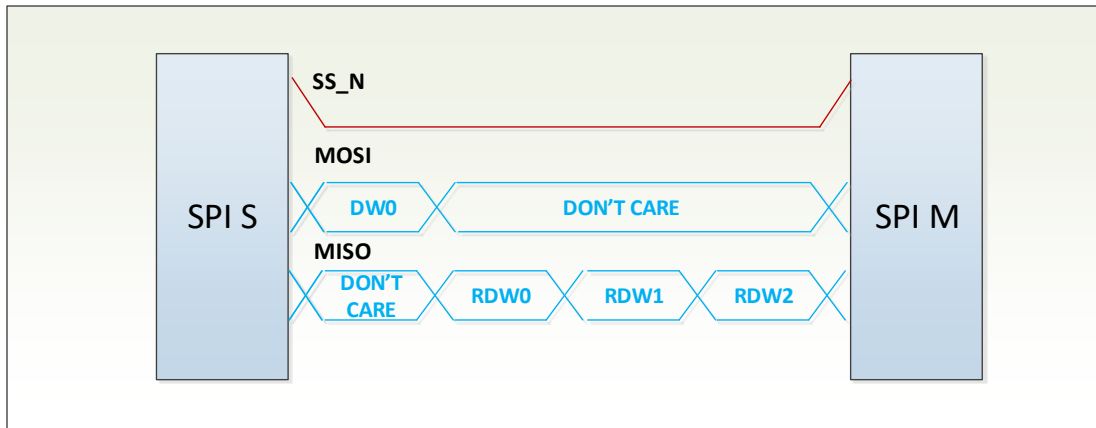 SS_N
MOSI
SPI S
DW0
DON'T CARE
SPI M
MISO
DON'T
CARE
RDW0
RDW1
RDW2